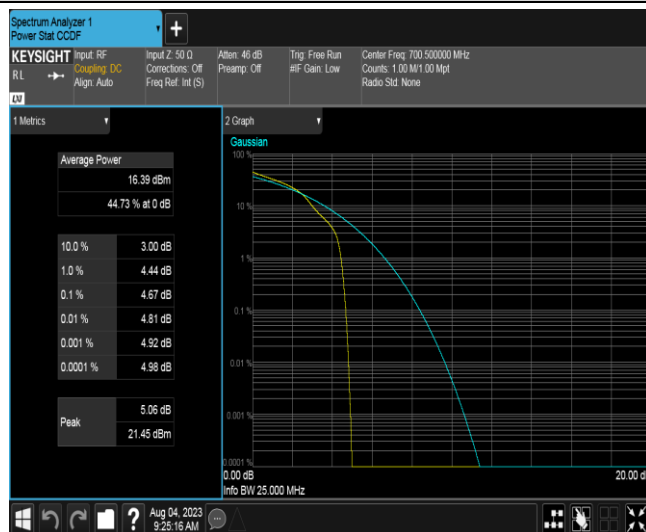 Spectrum Analyzer 1
Power Stat CCDF
+
KEYSIGHT
RL
Input: RF
Coupling: DC
Align: Auto
Input Z: 50 Ω
Corrections: Off
Freq Ref: Int (S)
Atten: 46 dB
Preamp: Off
Trig: Free Run
#IF Gain: Low
Center Freq: 700.500000 MHz
Counts: 1.00 M/1.00 Mpt
Radio Std: None
LXI
1 Metrics
Average Power
16.39 dBm
44.73 % at 0 dB
10.0 % 3.00 dB
1.0 % 4.44 dB
0.1 % 4.67 dB
0.01 % 4.81 dB
0.001 % 4.92 dB
0.0001 % 4.98 dB
Peak
5.06 dB
21.45 dBm
2 Graph
Gaussian
100 %
10 %
1 %
0.1 %
0.01 %
0.001 %
0.0001 %
0.00 dB
20.00 d
Info BW 25.000 MHz
?
Aug 04, 2023
9:25:16 AM